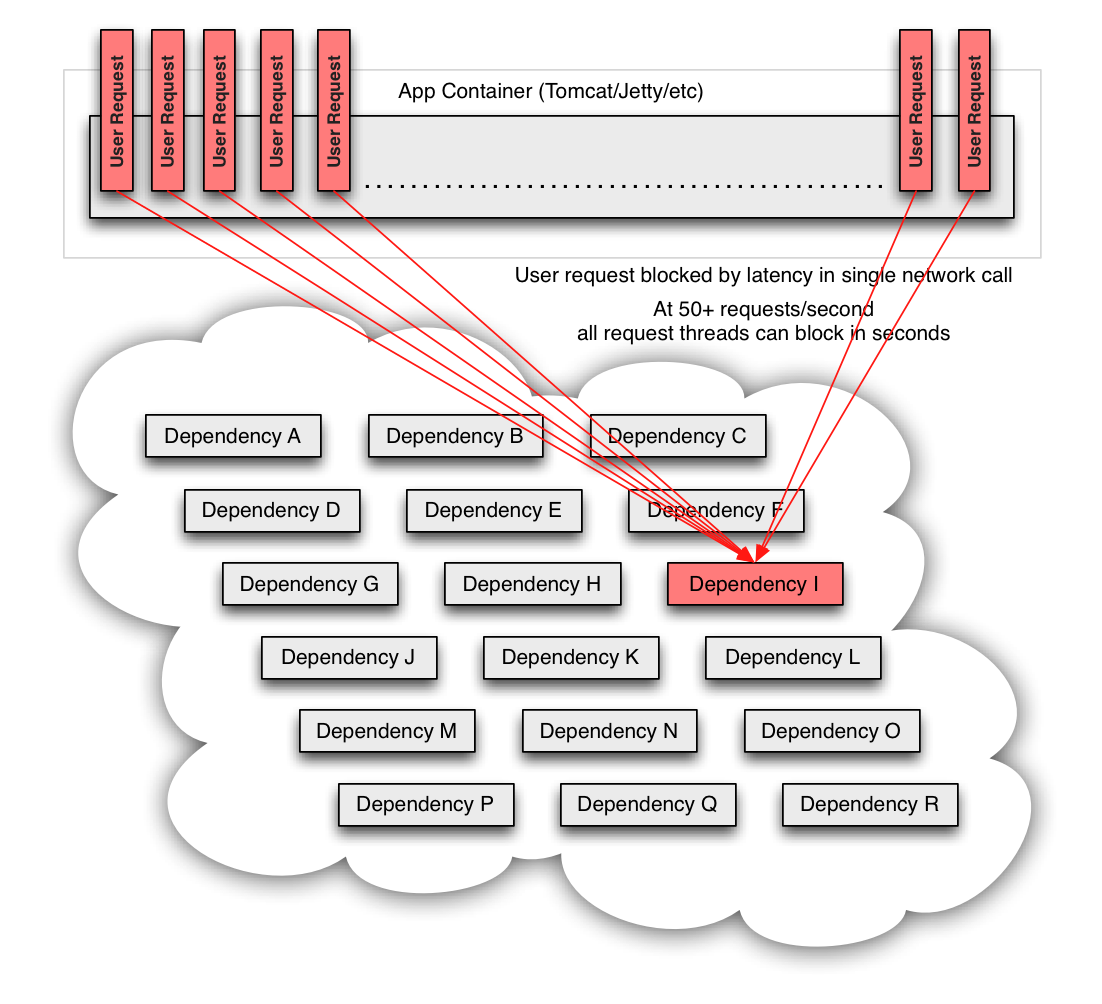 User Request
User Request
User Request
User Request
User Request
User Request
User Request
App Container (Tomcat/Jetty/etc)
User request blocked by latency in single network call
At 50+ requests/second
all request threads can block in seconds
Dependency A
Dependency B
Dependency C
Dependency D
Dependency E
Dependency F
Dependency G
Dependency H
Dependency I
Dependency J
Dependency K
Dependency L
Dependency M
Dependency N
Dependency O
Dependency P
Dependency Q
Dependency R